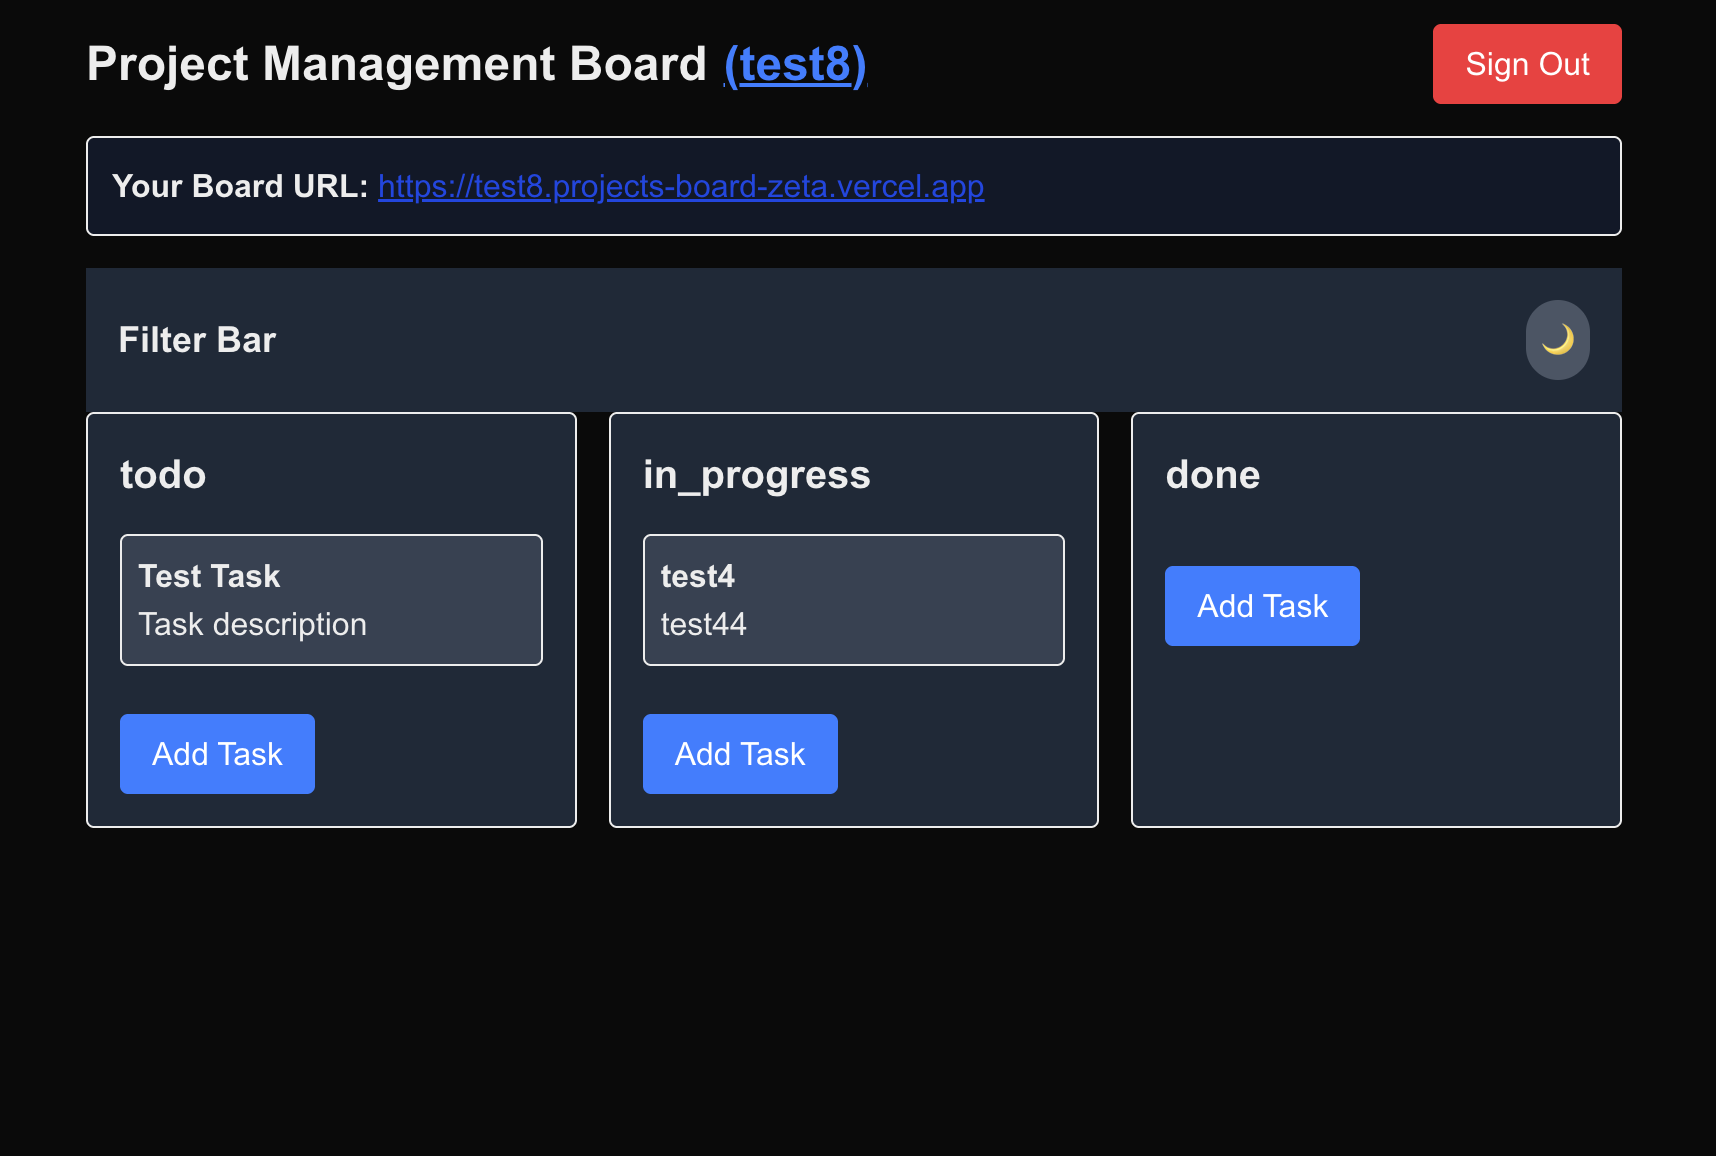 Project Management Board (test8)
Sign Out
Your Board URL: https://test8.projects-board-zeta.vercel.app
Filter Bar
todo
Test Task
Task description
Add Task
in_progress
test4
test44
Add Task
done
Add Task